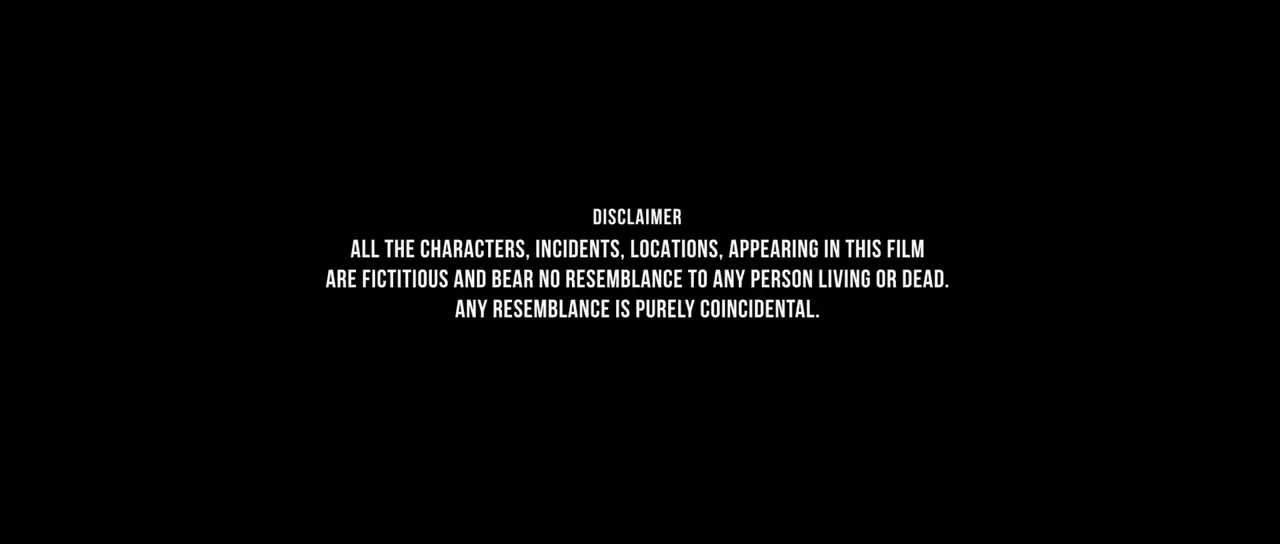 DISCLAIMER
ALL THE CHARACTERS, INCIDENTS, LOCATIONS, APPEARING IN THIS FILM
ARE FICTITIOUS AND BEAR NO RESEMBLANCE TO ANY PERSON LIVING OR DEAD.
ANY RESEMBLANCE IS PURELY COINCIDENTAL.